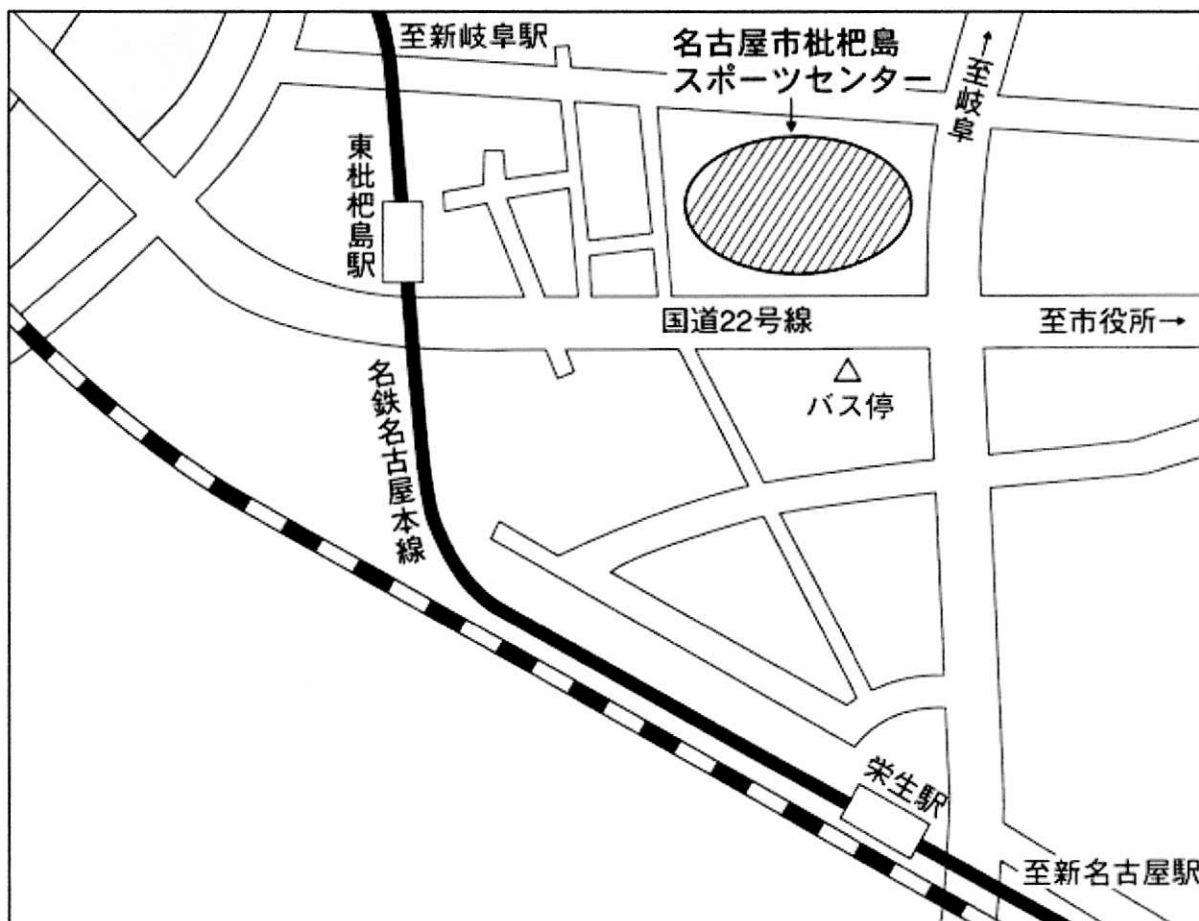 至新岐阜駅
名古屋市枇杷島
スポーツセンター
↑至岐阜
東枇杷島駅
国道22号線
至市役所→
△
バス停
名鉄名古屋本線
栄生駅
至新名古屋駅